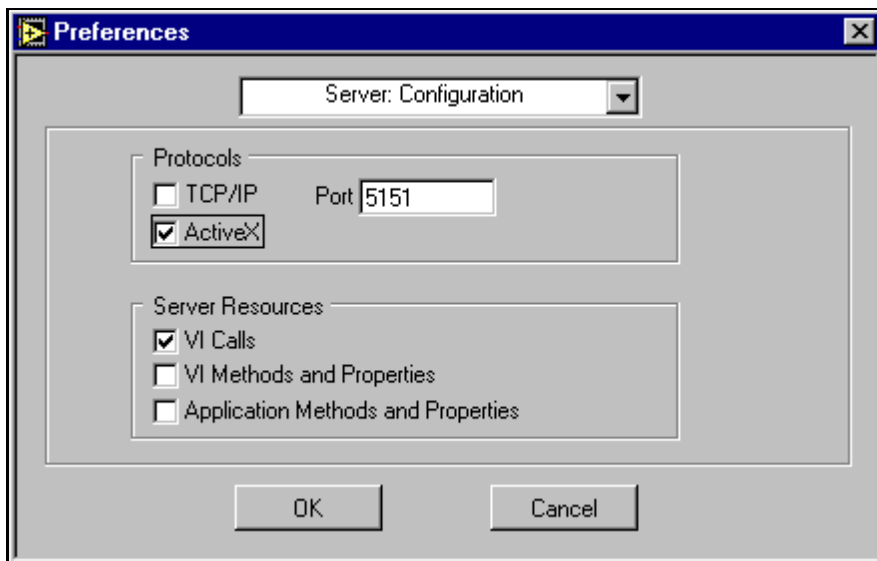 Preferences
Server: Configuration
Protocols
TCP/IP Port 5151
ActiveX
Server Resources
VI Calls
VI Methods and Properties
Application Methods and Properties
OK Cancel